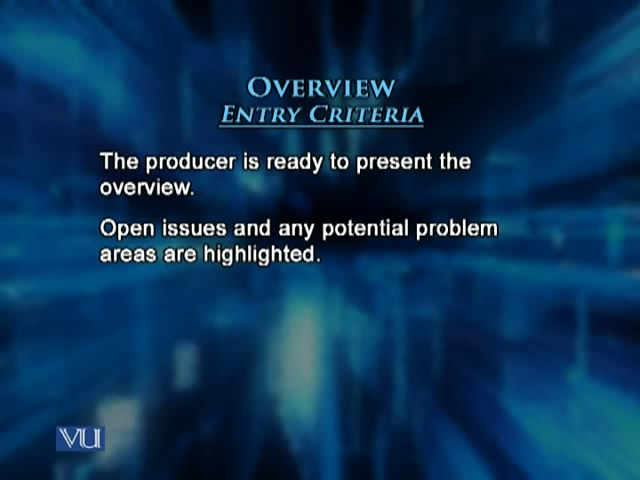 OVERVIEW
ENTRY CRITERIA
The producer is ready to present the
overview.
Open issues and any potential problem
areas are highlighted.
VU